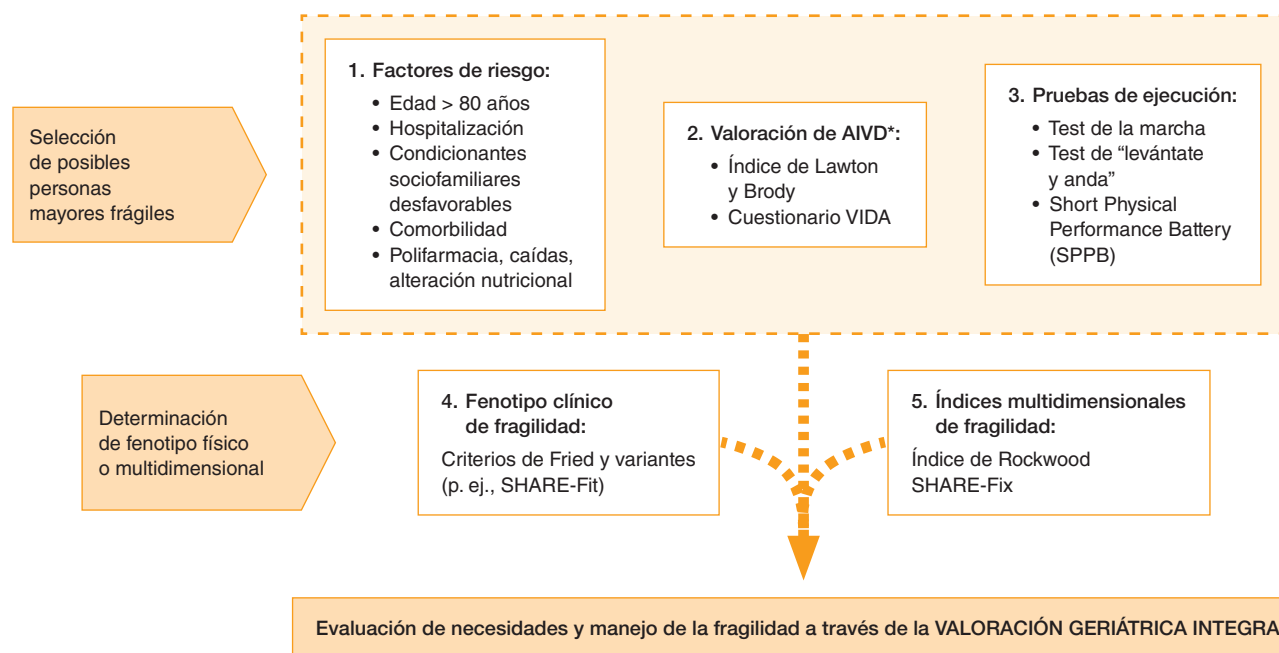 Selección
de posibles
personas
mayores frágiles
1. Factores de riesgo:
• Edad > 80 años
• Hospitalización
• Condicionantes
sociofamiliares
desfavorables
• Comorbilidad
• Polifarmacia, caídas,
alteración nutricional
2. Valoración de AIVD*:
• Índice de Lawton
y Brody
• Cuestionario VIDA
3. Pruebas de ejecución:
• Test de la marcha
• Test de “levántate
y anda”
• Short Physical
Performance Battery
(SPPB)
Determinación
de fenotipo físico
o multidimensional
4. Fenotipo clínico
de fragilidad:
Criterios de Fried y variantes
(p. ej., SHARE-Fit)
5. Índices multidimensionales
de fragilidad:
Índice de Rockwood
SHARE-Fix
Evaluación de necesidades y manejo de la fragilidad a través de la VALORACIÓN GERIÁTRICA INTEGRA